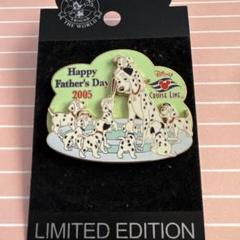 Happy
Father's Day
2005
Disney
CRUISE LINE
LIMITED EDITION